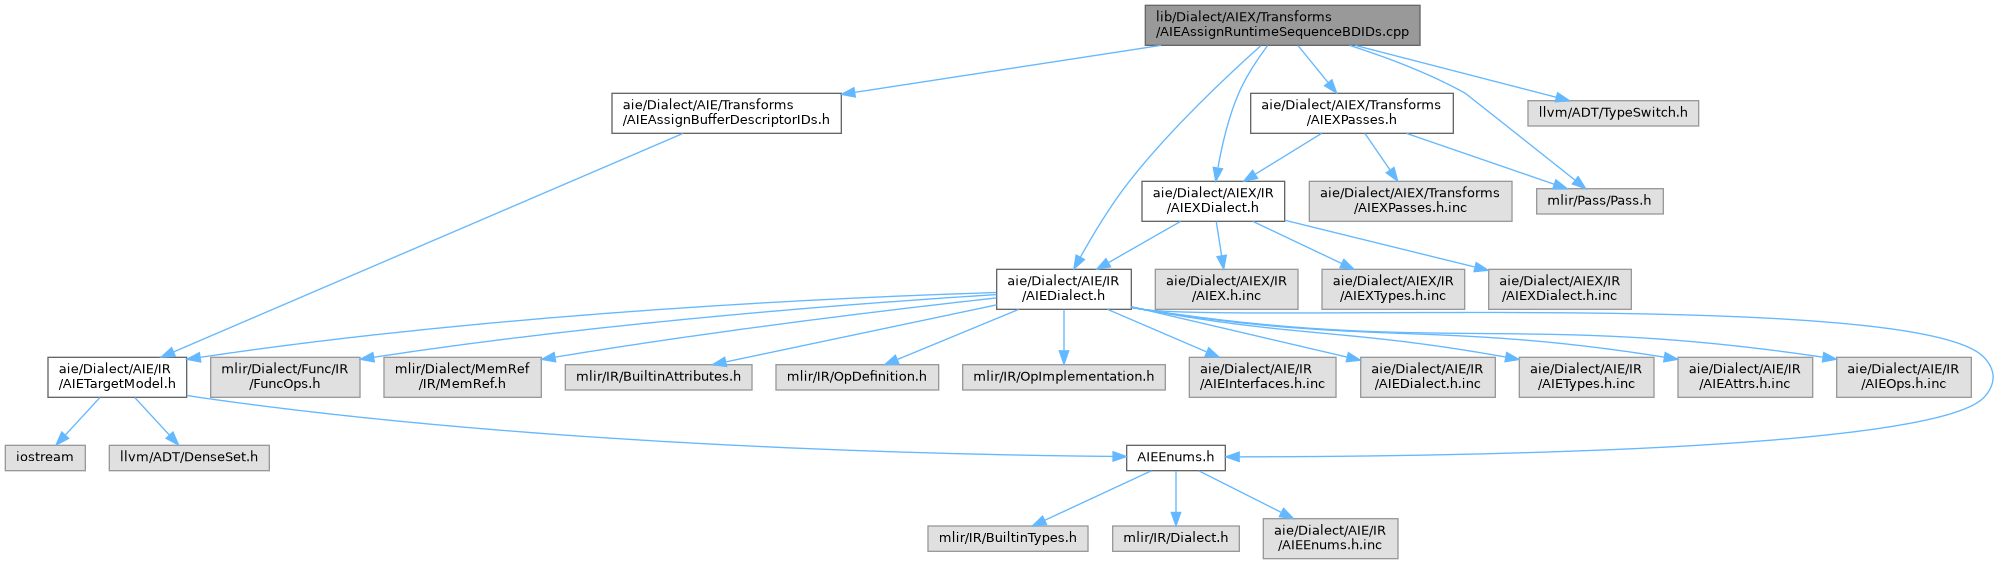 lib/Dialect/AIEX/Transforms
/AIEAssignRuntimeSequenceBDIDs.cpp
aie/Dialect/AIE/Transforms
/AIEAssignBufferDescriptorIDs.h
aie/Dialect/AIEX/Transforms
/AIEXPasses.h
llvm/ADT/TypeSwitch.h
aie/Dialect/AIEX/IR
/AIEXDialect.h
aie/Dialect/AIEX/Transforms
/AIEXPasses.h.inc
mlir/Pass/Pass.h
aie/Dialect/AIE/IR
/AIEDialect.h
aie/Dialect/AIEX/IR
/AIEX.h.inc
aie/Dialect/AIEX/IR
/AIEXTypes.h.inc
aie/Dialect/AIEX/IR
/AIEXDialect.h.inc
aie/Dialect/AIE/IR
/AIETargetModel.h
mlir/Dialect/Func/IR
/FuncOps.h
mlir/Dialect/MemRef
/IR/MemRef.h
mlir/IR/BuiltinAttributes.h
mlir/IR/OpDefinition.h
mlir/IR/OpImplementation.h
aie/Dialect/AIE/IR
/AIEInterfaces.h.inc
aie/Dialect/AIE/IR
/AIEDialect.h.inc
aie/Dialect/AIE/IR
/AIETypes.h.inc
aie/Dialect/AIE/IR
/AIEAttrs.h.inc
aie/Dialect/AIE/IR
/AIEOps.h.inc
iostream
llvm/ADT/DenseSet.h
AIEEnums.h
mlir/IR/BuiltinTypes.h
mlir/IR/Dialect.h
aie/Dialect/AIE/IR
/AIEEnums.h.inc